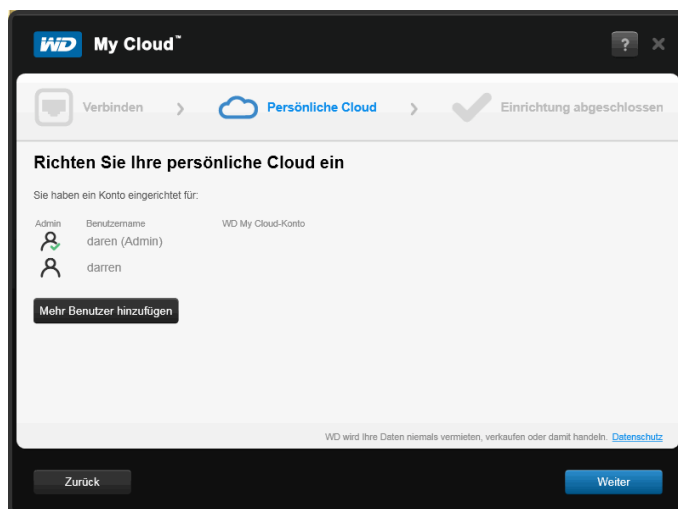 WD My Cloud™ ?
Verbinden > Persönliche Cloud > Einrichtung abgeschlossen
Richten Sie Ihre persönliche Cloud ein
Sie haben ein Konto eingerichtet für:
Admin Benutzername WD My Cloud-Konto
daren (Admin)
darren
Mehr Benutzer hinzufügen
WD wird Ihre Daten niemals vermieten, verkaufen oder damit handeln. Datenschutz
Zurück Weiter